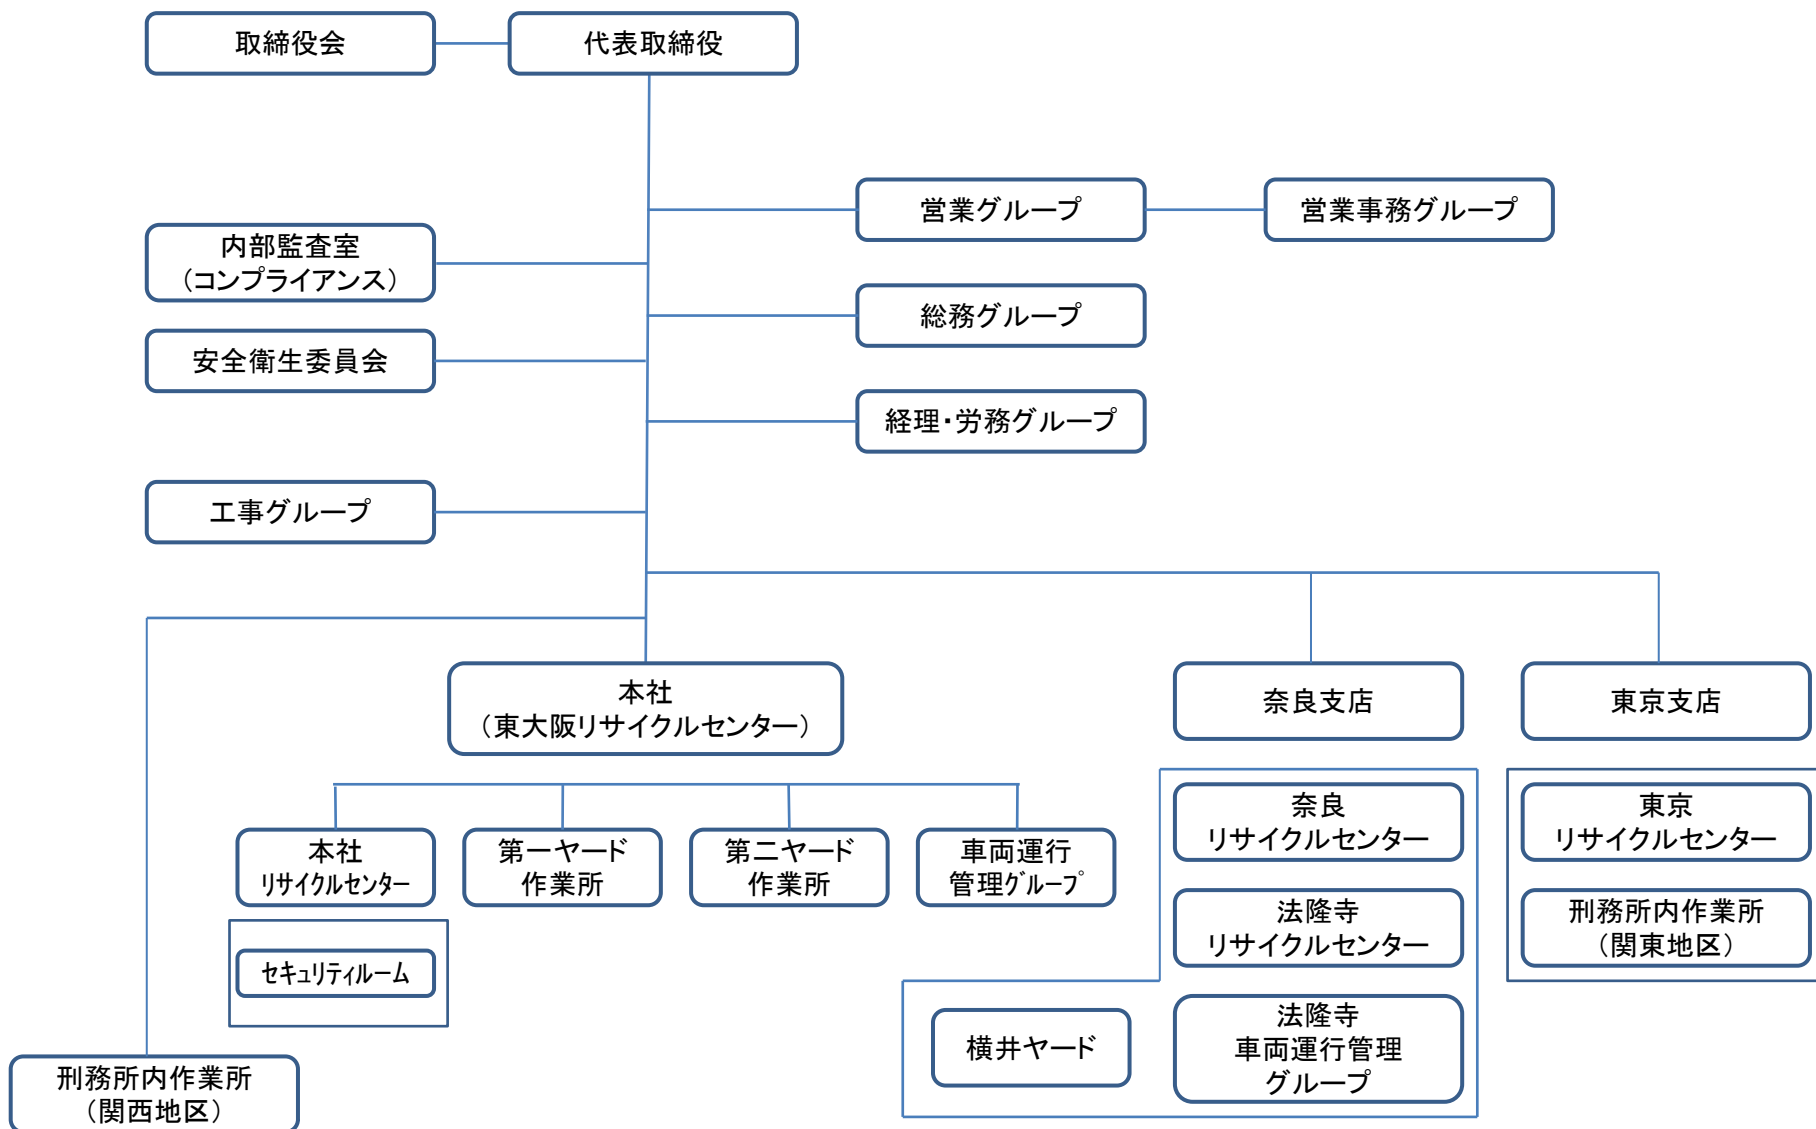 取締役会
代表取締役
営業グループ
営業事務グループ
内部監査室
（コンプライアンス）
総務グループ
安全衛生委員会
経理・労務グループ
工事グループ
本社
（東大阪リサイクルセンター）
奈良支店
東京支店
本社
リサイクルセンター
第一ヤード
作業所
第二ヤード
作業所
車両運行
管理グループ
奈良
リサイクルセンター
東京
リサイクルセンター
セキュリティルーム
法隆寺
リサイクルセンター
刑務所内作業所
（関東地区）
横井ヤード
法隆寺
車両運行管理
グループ
刑務所内作業所
（関西地区）